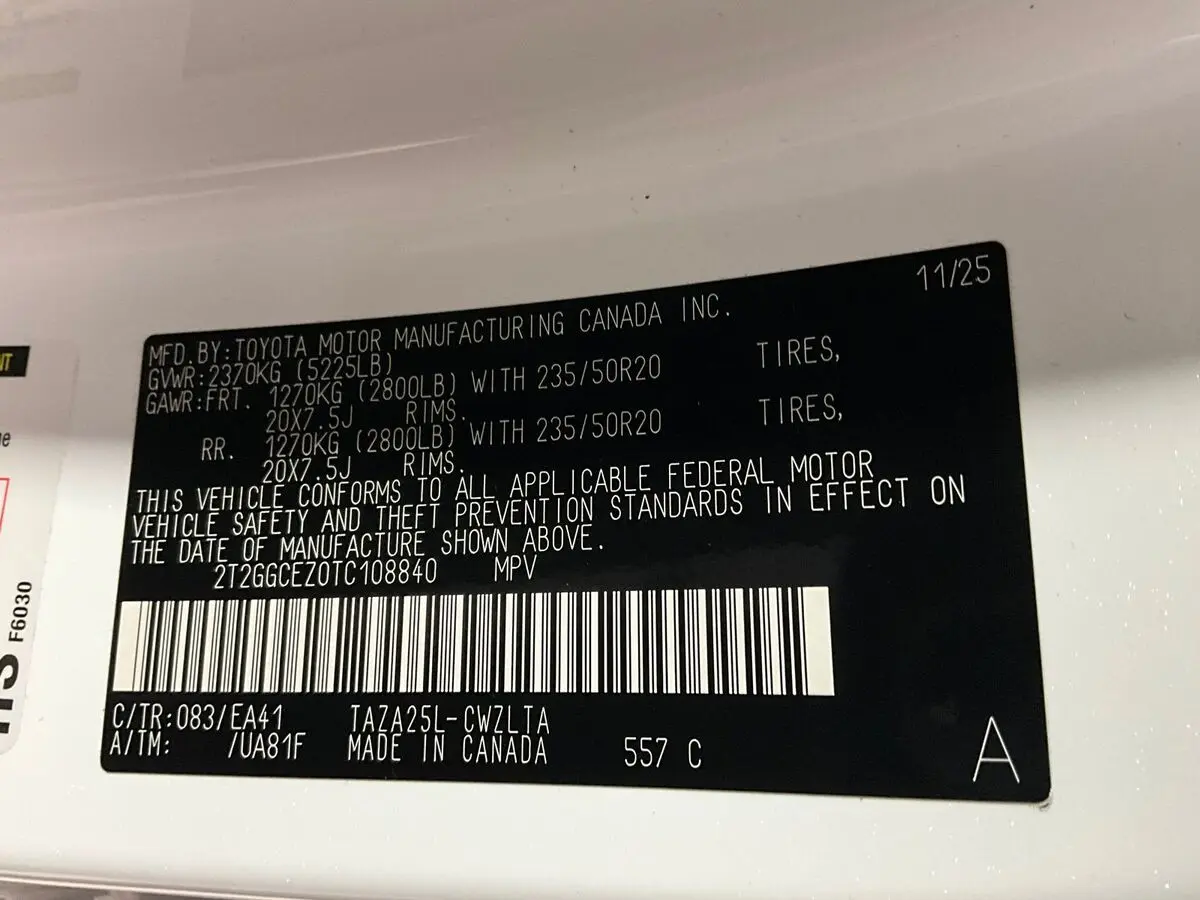 11/25
MFD.BY:TOYOTA MOTOR MANUFACTURING CANADA INC.
GVWR:2370KG (5225LB)
GAWR:FRT. 1270KG (2800LB) WITH 235/50R20 TIRES,
20X7.5J RIMS.
RR. 1270KG (2800LB) WITH 235/50R20 TIRES,
20X7.5J RIMS.
THIS VEHICLE CONFORMS TO ALL APPLICABLE FEDERAL MOTOR
VEHICLE SAFETY AND THEFT PREVENTION STANDARDS IN EFFECT ON
THE DATE OF MANUFACTURE SHOWN ABOVE.
2T2GGCEZ0TC108840 MPV
C/TR:083/EA41 TAZA25L-CWZLTA
A/TM: /UA81F MADE IN CANADA 557 C
A
F6030